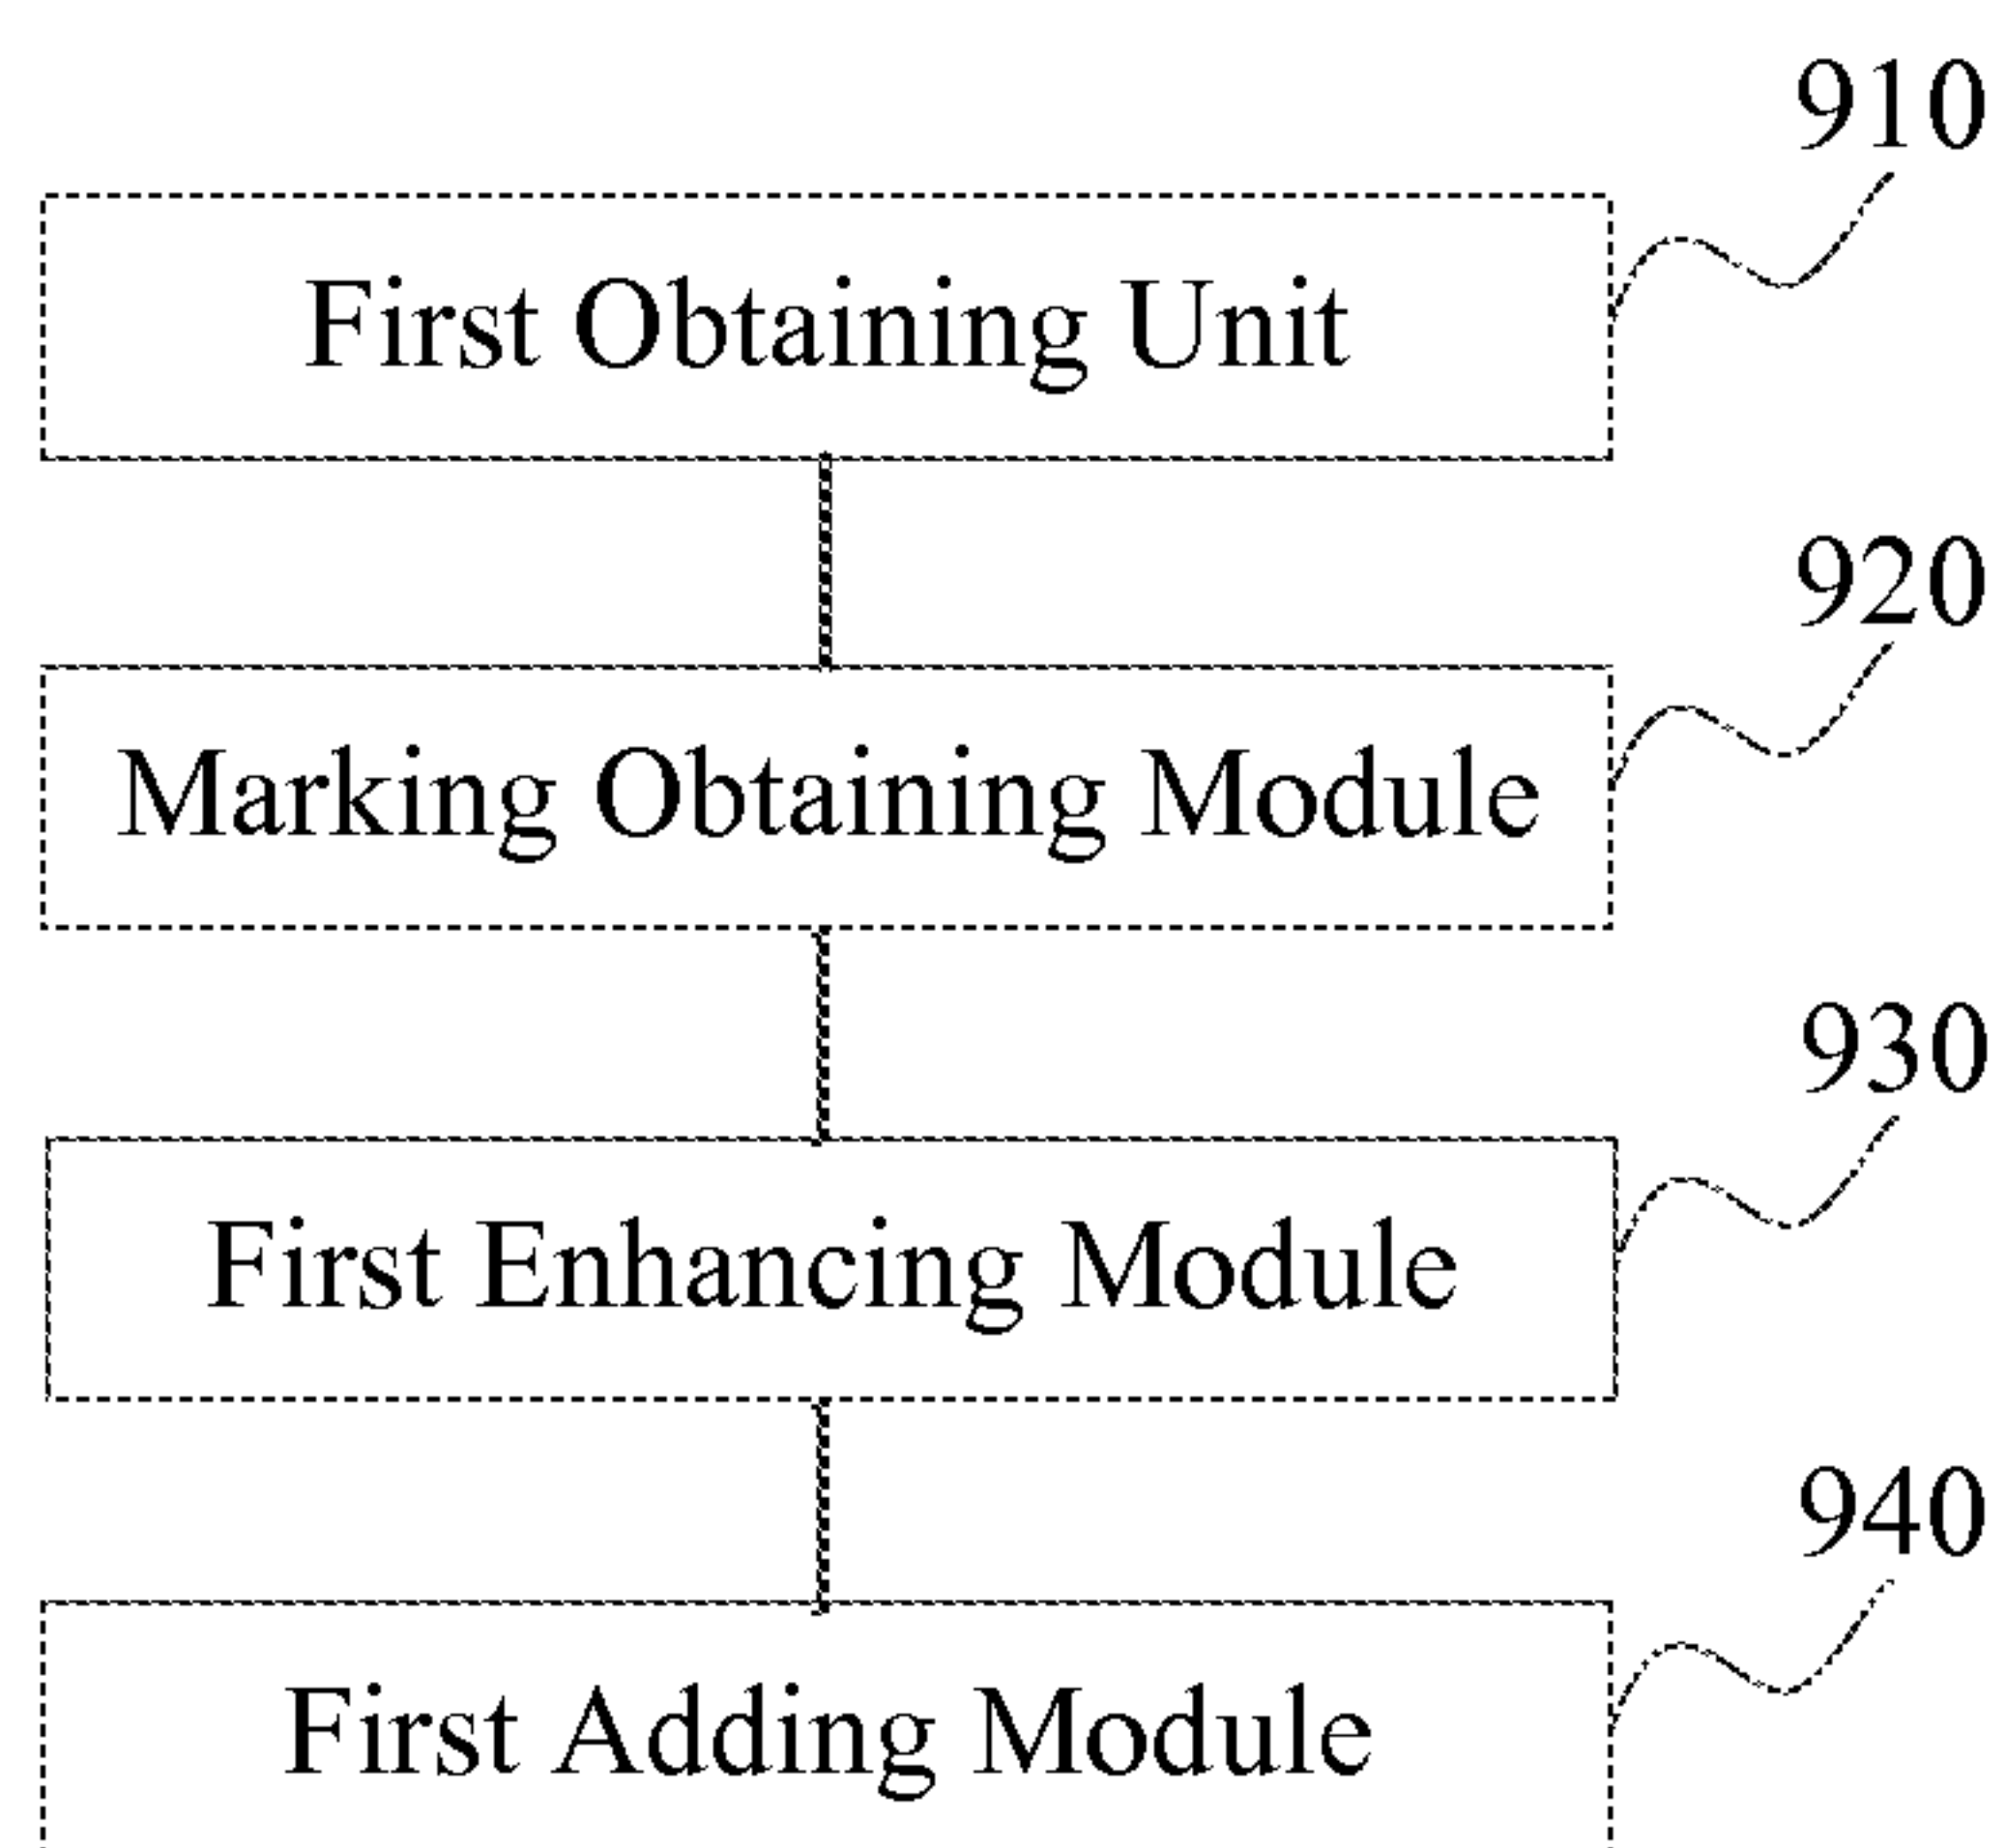 910
First Obtaining Unit
920
Marking Obtaining Module
930
First Enhancing Module
940
First Adding Module